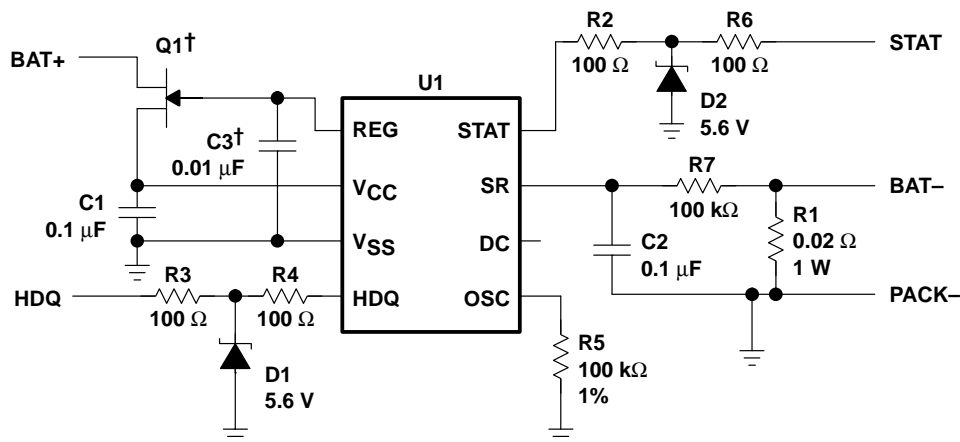 BAT+
Q1†
C3†
0.01 μF
C1
0.1 μF
HDQ
R3
100 Ω
R4
100 Ω
D1
5.6 V
U1
REG
VCC
VSS
HDQ
STAT
SR
DC
OSC
R2
100 Ω
R6
100 Ω
STAT
D2
5.6 V
R7
100 kΩ
BAT–
R1
0.02 Ω
1 W
C2
0.1 μF
PACK–
R5
100 kΩ
1%